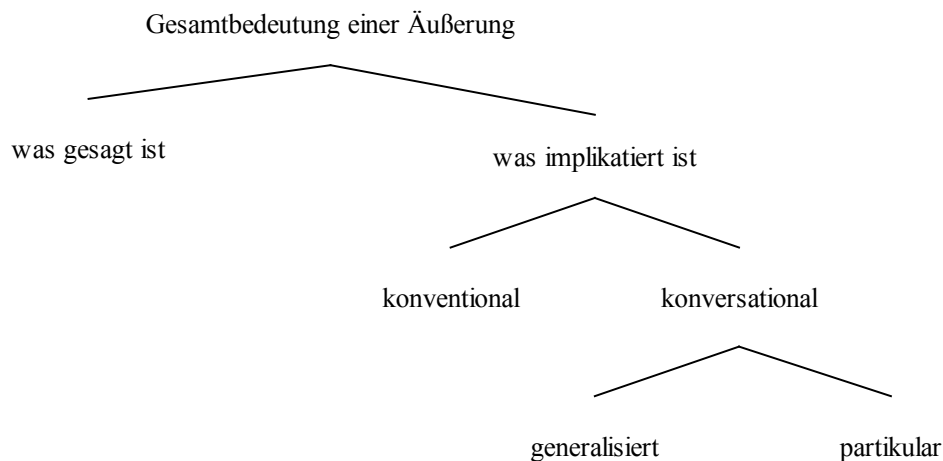 Gesamtbedeutung einer Äußerung
was gesagt ist
was implikatiert ist
konventional
konversational
generalisiert
partikular